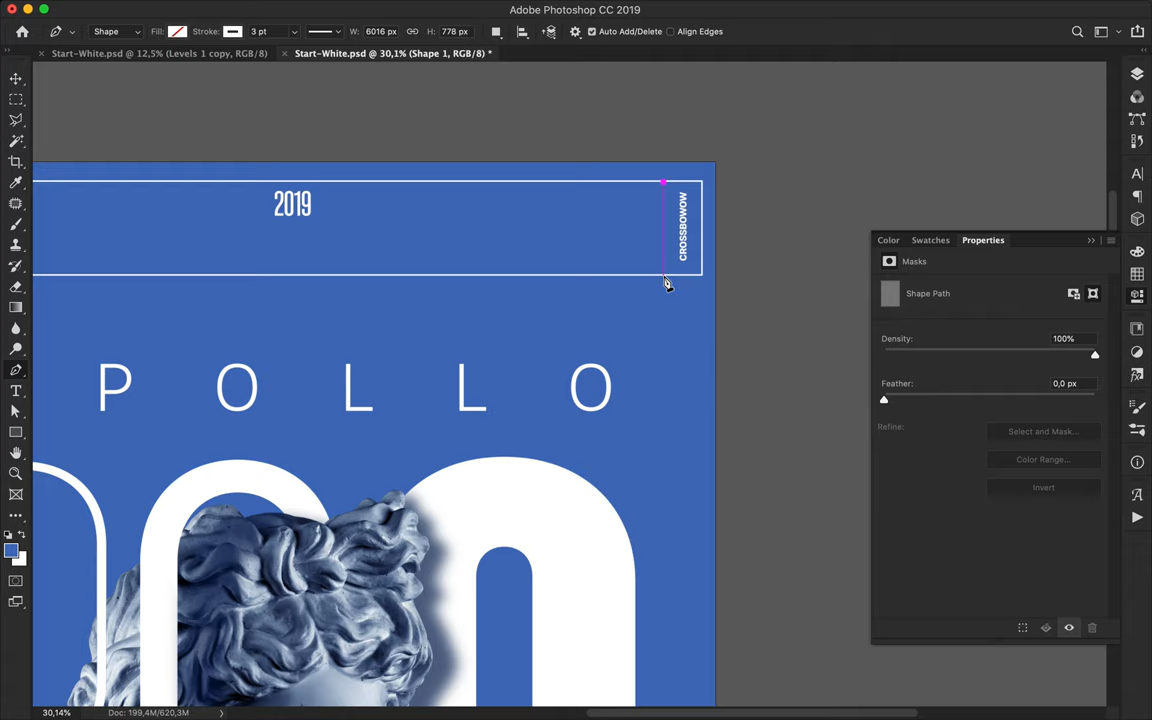 Adobe Photoshop CC 2019
Shape Fill: Stroke: 3 pt W: 6016 px H: 778 px Auto Add/Delete Align Edges
Start-White.psd @ 12,5% (Levels 1 copy, RGB/8) Start-White.psd @ 30,1% (Shape 1, RGB/8) *
2019
CROSSBOWOW
Color Swatches Properties
Masks
Shape Path
Density: 100%
Feather: 0,0 px
Refine: Select and Mask...
Color Range...
Invert
POLLO
30,14% Doc: 199,4M/620,3M